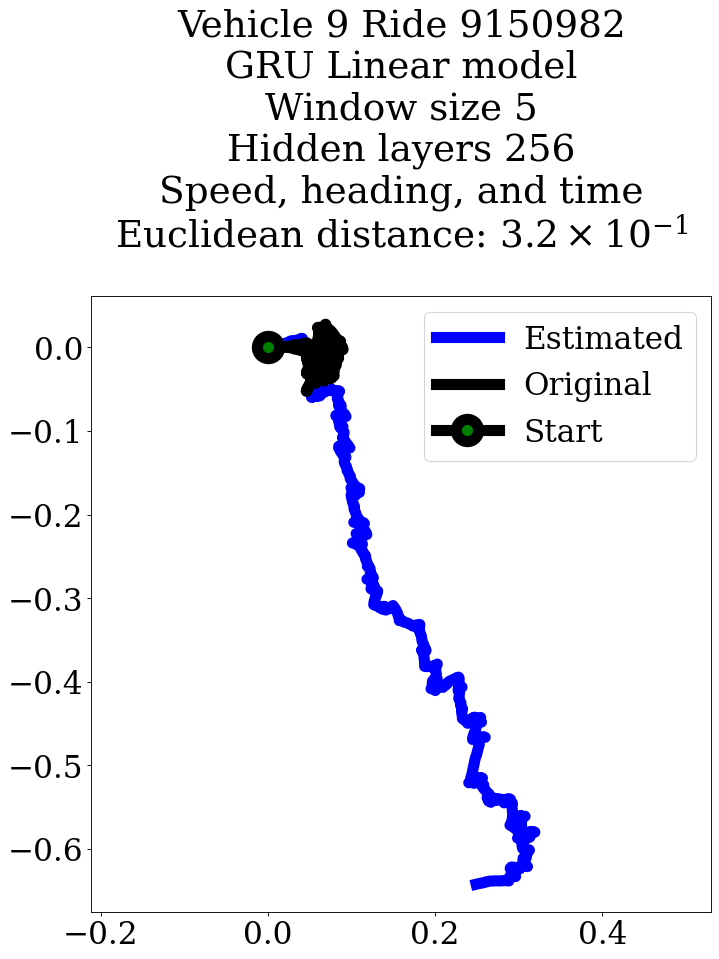 Vehicle 9 Ride 9150982
GRU Linear model
Window size 5
Hidden layers 256
Speed, heading, and time
Euclidean distance: 3.2 × 10⁻¹
Estimated
Original
Start
0.0
−0.1
−0.2
−0.3
−0.4
−0.5
−0.6
−0.2 0.0 0.2 0.4